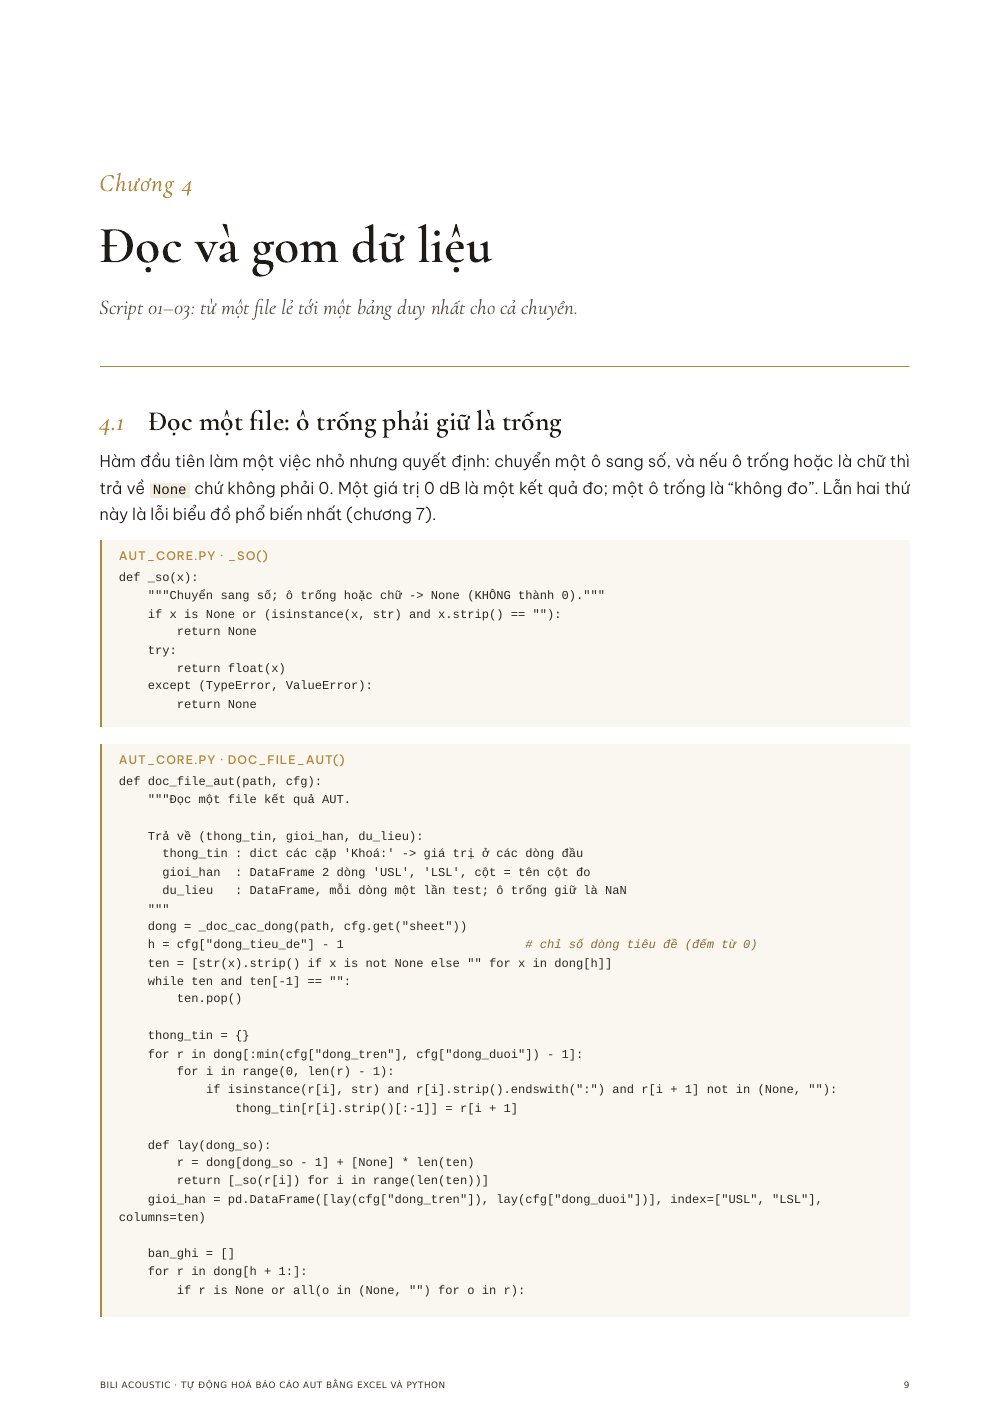 Chương 4
Đọc và gom dữ liệu
Script 01–03: từ một file lẻ tới một bảng duy nhất cho cả chuyền.
4.1 Đọc một file: ô trống phải giữ là trống
Hàm đầu tiên làm một việc nhỏ nhưng quyết định: chuyển một ô sang số, và nếu ô trống hoặc là chữ thì
trả về None chứ không phải 0. Một giá trị 0 dB là một kết quả đo; một ô trống là “không đo”. Lẫn hai thứ
này là lỗi biểu đồ phổ biến nhất (chương 7).
AUT_CORE.PY · _SO()
def _so(x):
    """Chuyển sang số; ô trống hoặc chữ -> None (KHÔNG thành 0)."""
    if x is None or (isinstance(x, str) and x.strip() == ""):
        return None
    try:
        return float(x)
    except (TypeError, ValueError):
        return None
AUT_CORE.PY · DOC_FILE_AUT()
def doc_file_aut(path, cfg):
    """Đọc một file kết quả AUT.

    Trả về (thong_tin, gioi_han, du_lieu):
      thong_tin : dict các cặp 'Khoá:' -> giá trị ở các dòng đầu
      gioi_han  : DataFrame 2 dòng 'USL', 'LSL', cột = tên cột đo
      du_lieu   : DataFrame, mỗi dòng một lần test; ô trống giữ là NaN
    """
    dong = _doc_cac_dong(path, cfg.get("sheet"))
    h = cfg["dong_tieu_de"] - 1                         # chỉ số dòng tiêu đề (đếm từ 0)
    ten = [str(x).strip() if x is not None else "" for x in dong[h]]
    while ten and ten[-1] == "":
        ten.pop()

    thong_tin = {}
    for r in dong[:min(cfg["dong_tren"], cfg["dong_duoi"]) - 1]:
        for i in range(0, len(r) - 1):
            if isinstance(r[i], str) and r[i].strip().endswith(":") and r[i + 1] not in (None, ""):
                thong_tin[r[i].strip()[:-1]] = r[i + 1]

    def lay(dong_so):
        r = dong[dong_so - 1] + [None] * len(ten)
        return [_so(r[i]) for i in range(len(ten))]
    gioi_han = pd.DataFrame([lay(cfg["dong_tren"]), lay(cfg["dong_duoi"])], index=["USL", "LSL"],
columns=ten)

    ban_ghi = []
    for r in dong[h + 1:]:
        if r is None or all(o in (None, "") for o in r):
BILI ACOUSTIC · TỰ ĐỘNG HOÁ BÁO CÁO AUT BẰNG EXCEL VÀ PYTHON
9